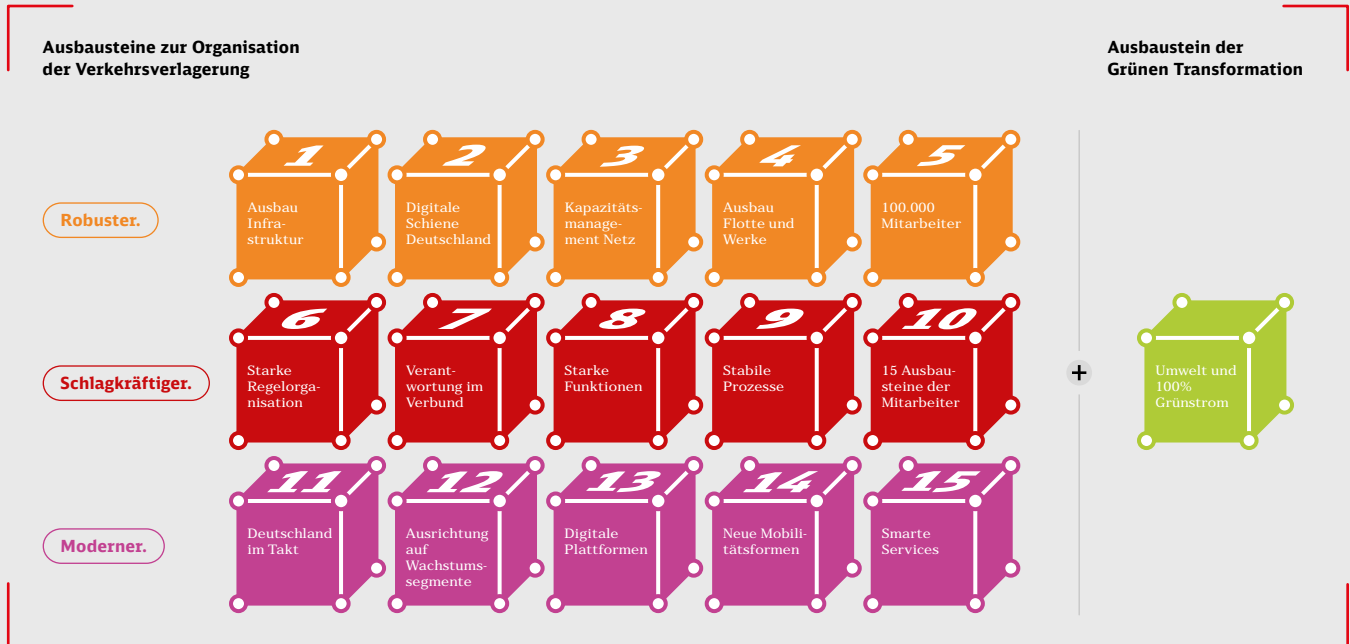 Ausbausteine zur Organisation
der Verkehrsverlagerung
Ausbaustein der
Grünen Transformation
Robuster.
1
Ausbau
Infra-
struktur
2
Digitale
Schiene
Deutschland
3
Kapazitäts-
manage-
ment Netz
4
Ausbau
Flotte und
Werke
5
100.000
Mitarbeiter
Schlagkräftiger.
6
Starke
Regelorga-
nisation
7
Verant-
wortung im
Verbund
8
Starke
Funktionen
9
Stabile
Prozesse
10
15 Ausbau-
steine der
Mitarbeiter
+
Umwelt und
100%
Grünstrom
Moderner.
11
Deutschland
im Takt
12
Ausrichtung
auf
Wachstums-
segmente
13
Digitale
Plattformen
14
Neue Mobili-
tätsformen
15
Smarte
Services